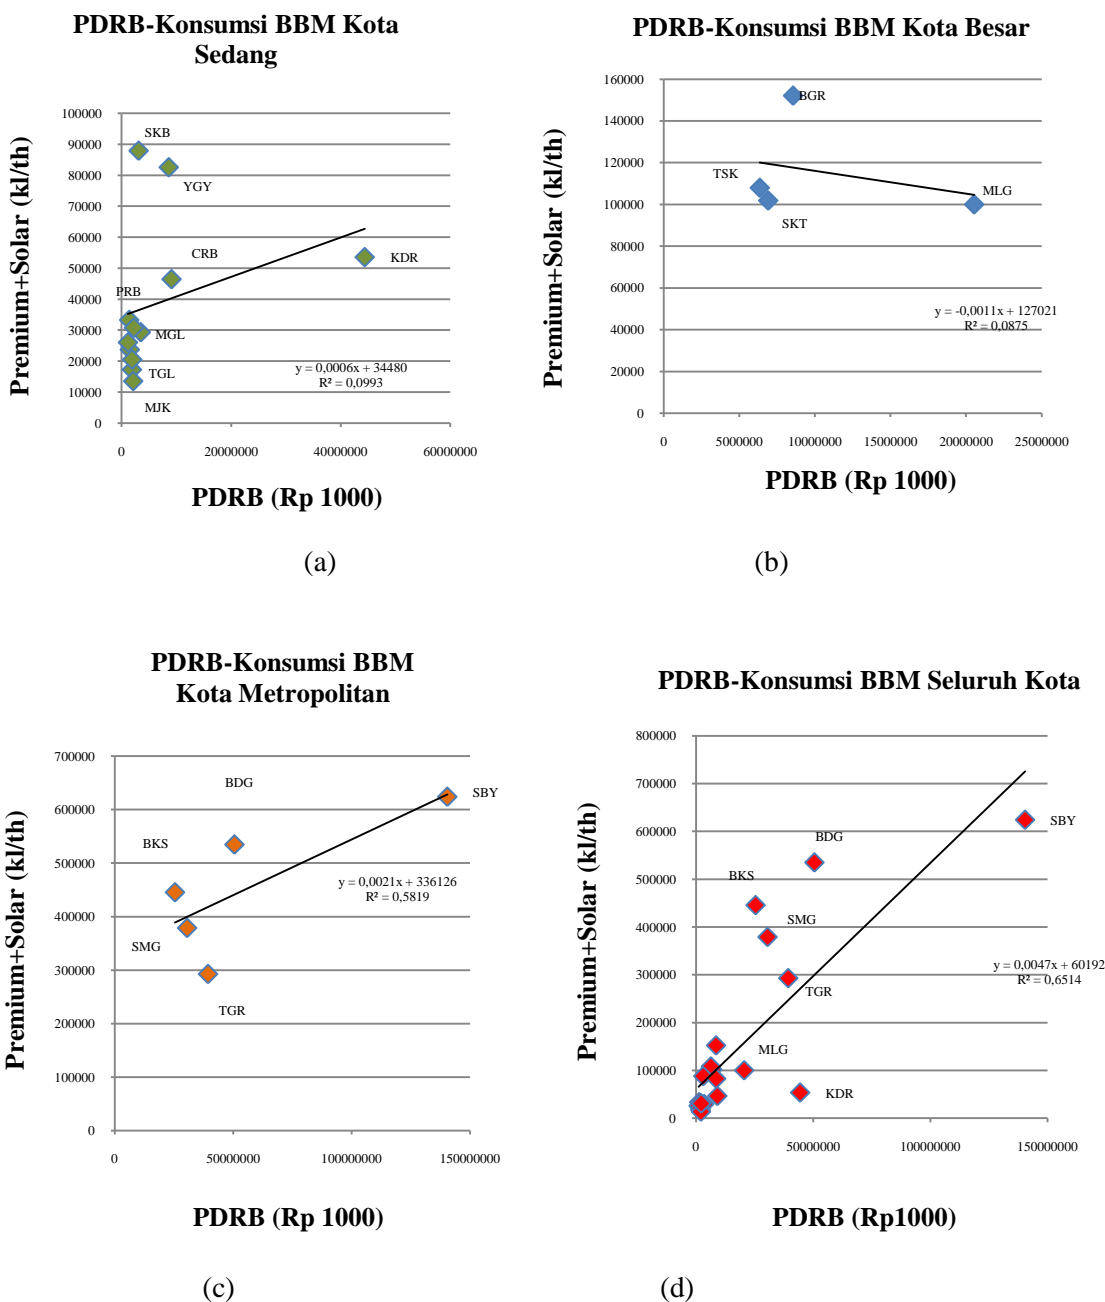 PDRB-Konsumsi BBM Kota
Sedang
Premium+Solar (kl/th)
100000
90000
80000
70000
60000
50000
40000
30000
20000
10000
0
SKB
YGY
CRB
KDR
PRB
MGL
TGL
MJK
y = 0,0006x + 34480
R² = 0,0993
0 20000000 40000000 60000000
PDRB (Rp 1000)
(a)
PDRB-Konsumsi BBM Kota Besar
Premium+Solar (kl/th)
160000
140000
120000
100000
80000
60000
40000
20000
0
BGR
TSK
MLG
SKT
y = -0,0011x + 127021
R² = 0,0875
0 5000000 10000000 15000000 20000000 25000000
PDRB (Rp 1000)
(b)
PDRB-Konsumsi BBM
Kota Metropolitan
Premium+Solar (kl/th)
700000
600000
500000
400000
300000
200000
100000
0
BDG
SBY
BKS
SMG
TGR
y = 0,0021x + 336126
R² = 0,5819
0 50000000 100000000 150000000
PDRB (Rp 1000)
(c)
PDRB-Konsumsi BBM Seluruh Kota
Premium+Solar (kl/th)
800000
700000
600000
500000
400000
300000
200000
100000
0
SBY
BDG
BKS
SMG
TGR
MLG
KDR
y = 0,0047x + 60192
R² = 0,6514
0 50000000 100000000 150000000
PDRB (Rp1000)
(d)